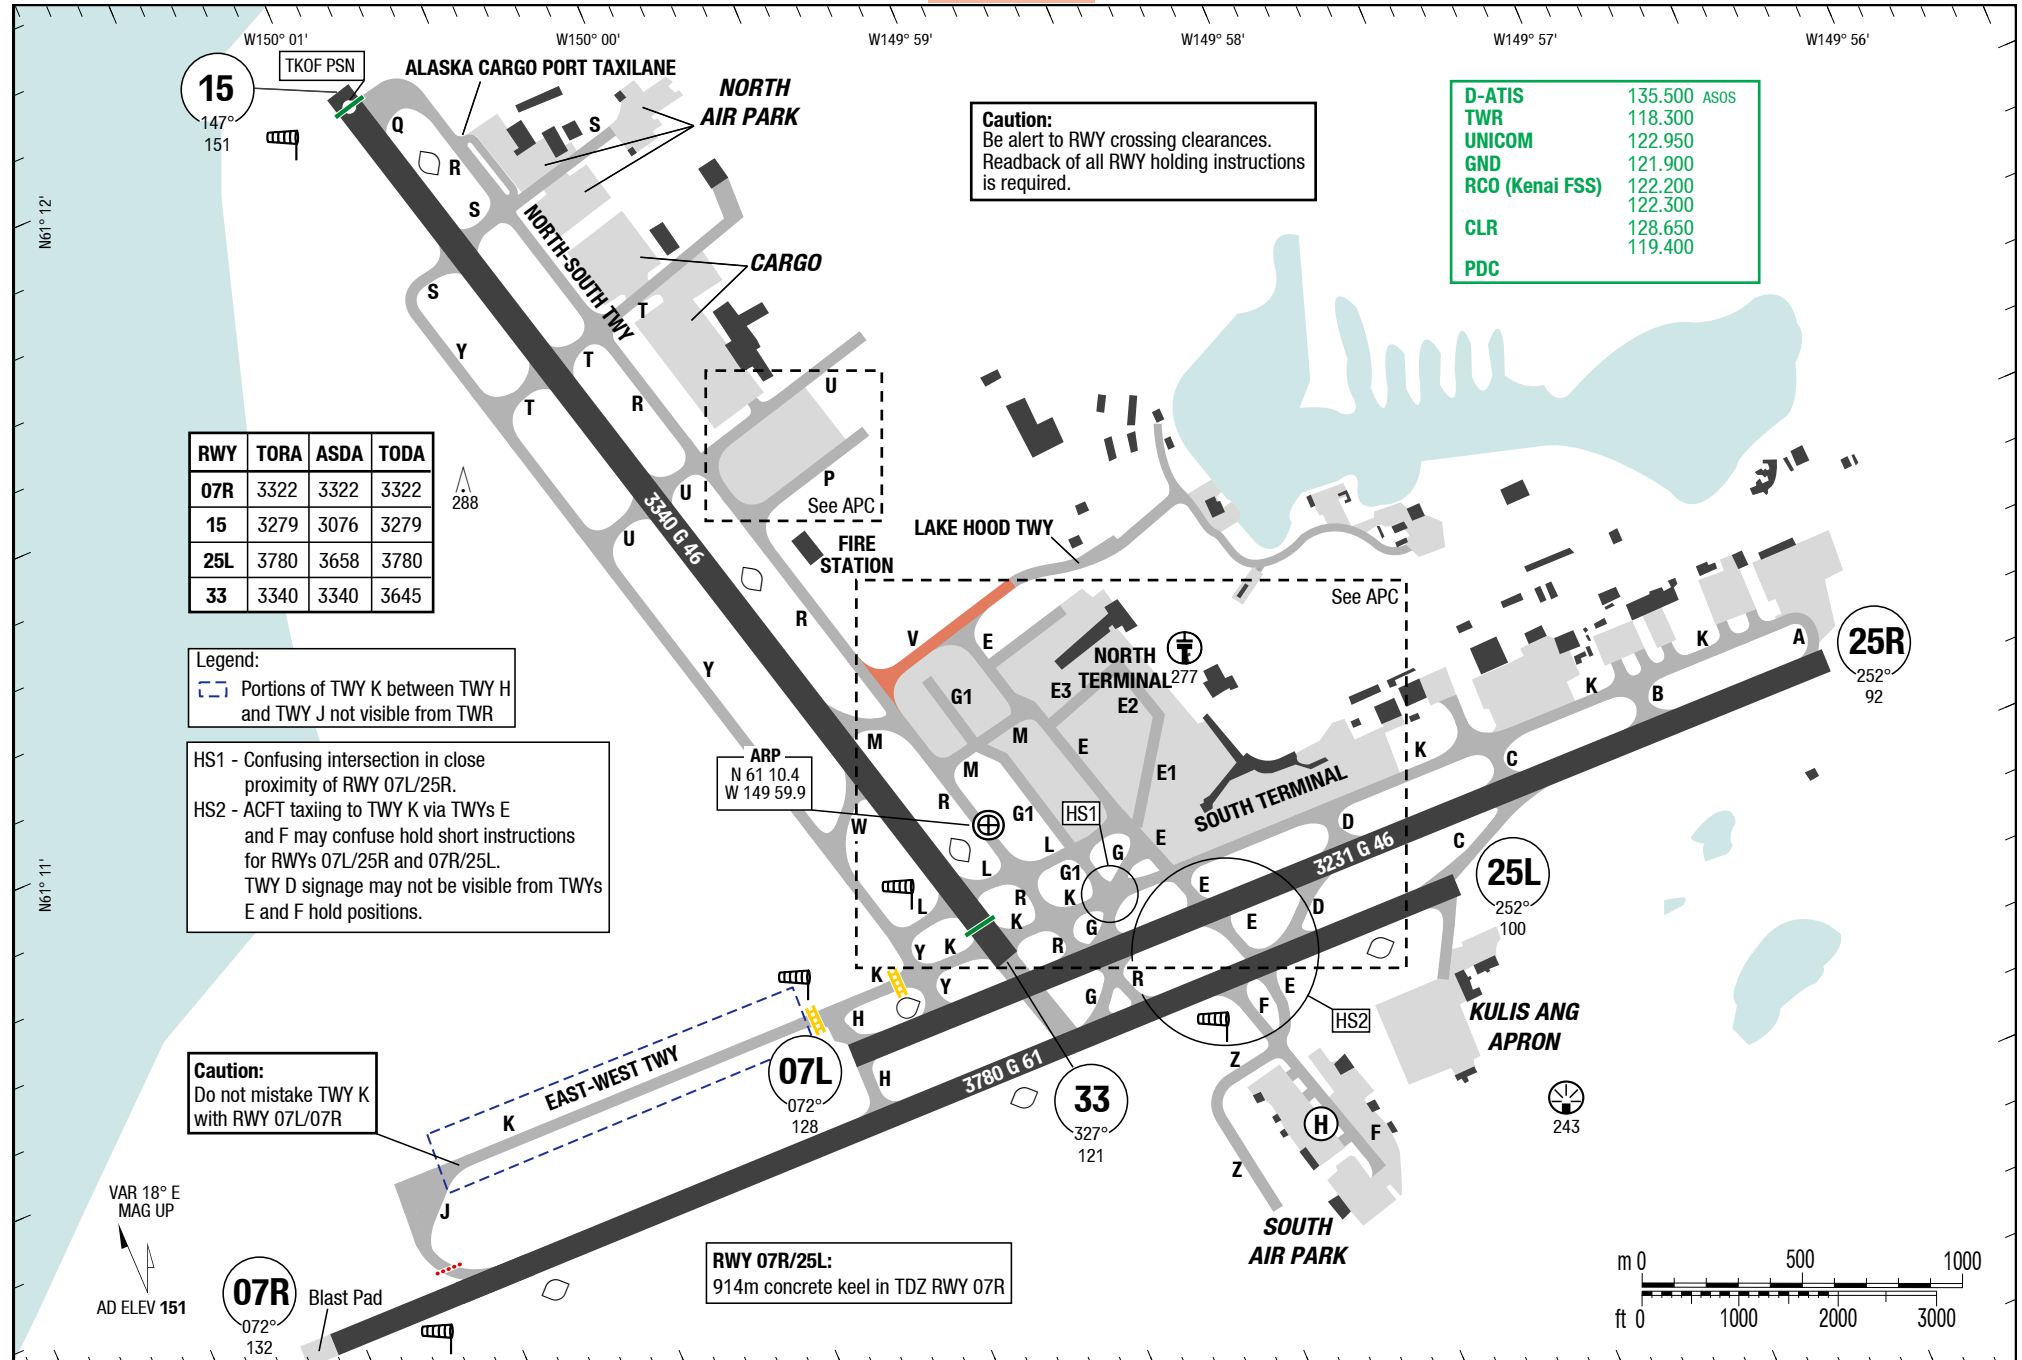 W150° 01'
W150° 00'
W149° 59'
W149° 58'
W149° 57'
W149° 56'
N61° 12'
N61° 11'
15
147°
151
TKOF PSN
ALASKA CARGO PORT TAXILANE
NORTH
AIR PARK
Caution:
Be alert to RWY crossing clearances.
Readback of all RWY holding instructions
is required.
D-ATIS 135.500 ASOS
TWR 118.300
UNICOM 122.950
GND 121.900
RCO (Kenai FSS) 122.200
122.300
CLR 128.650
119.400
PDC
Q
S
R
S
NORTH-SOUTH TWY
CARGO
S
T
Y
T
R
T
U
P
See APC
U
U
3340 G 46
RWY TORA ASDA TODA
07R 3322 3322 3322
15 3279 3076 3279
25L 3780 3658 3780
33 3340 3340 3645
288
FIRE
STATION
LAKE HOOD TWY
See APC
Legend:
Portions of TWY K between TWY H
and TWY J not visible from TWR
R
V
E
Y
NORTH
TERMINAL
277
E3
E2
G1
M
M
E
M
E1
HS1 - Confusing intersection in close
proximity of RWY 07L/25R.
HS2 - ACFT taxiing to TWY K via TWYs E
and F may confuse hold short instructions
for RWYs 07L/25R and 07R/25L.
TWY D signage may not be visible from TWYs
E and F hold positions.
ARP
N 61 10.4
W 149 59.9
R
G1
HS1
W
L
E
G
L
G1
SOUTH TERMINAL
D
3231 G 46
K
K
K
A
B
C
C
25R
252°
92
25L
252°
100
L
R
K
K
G
R
E
E
D
Y
K
K
Y
H
H
G
R
E
F
HS2
KULIS ANG
APRON
243
Caution:
Do not mistake TWY K
with RWY 07L/07R
EAST-WEST TWY
K
J
07L
072°
128
3780 G 61
33
327°
121
Z
H
F
Z
SOUTH
AIR PARK
VAR 18° E
MAG UP
AD ELEV 151
07R
072°
132
Blast Pad
RWY 07R/25L:
914m concrete keel in TDZ RWY 07R
m 0 500 1000
ft 0 1000 2000 3000